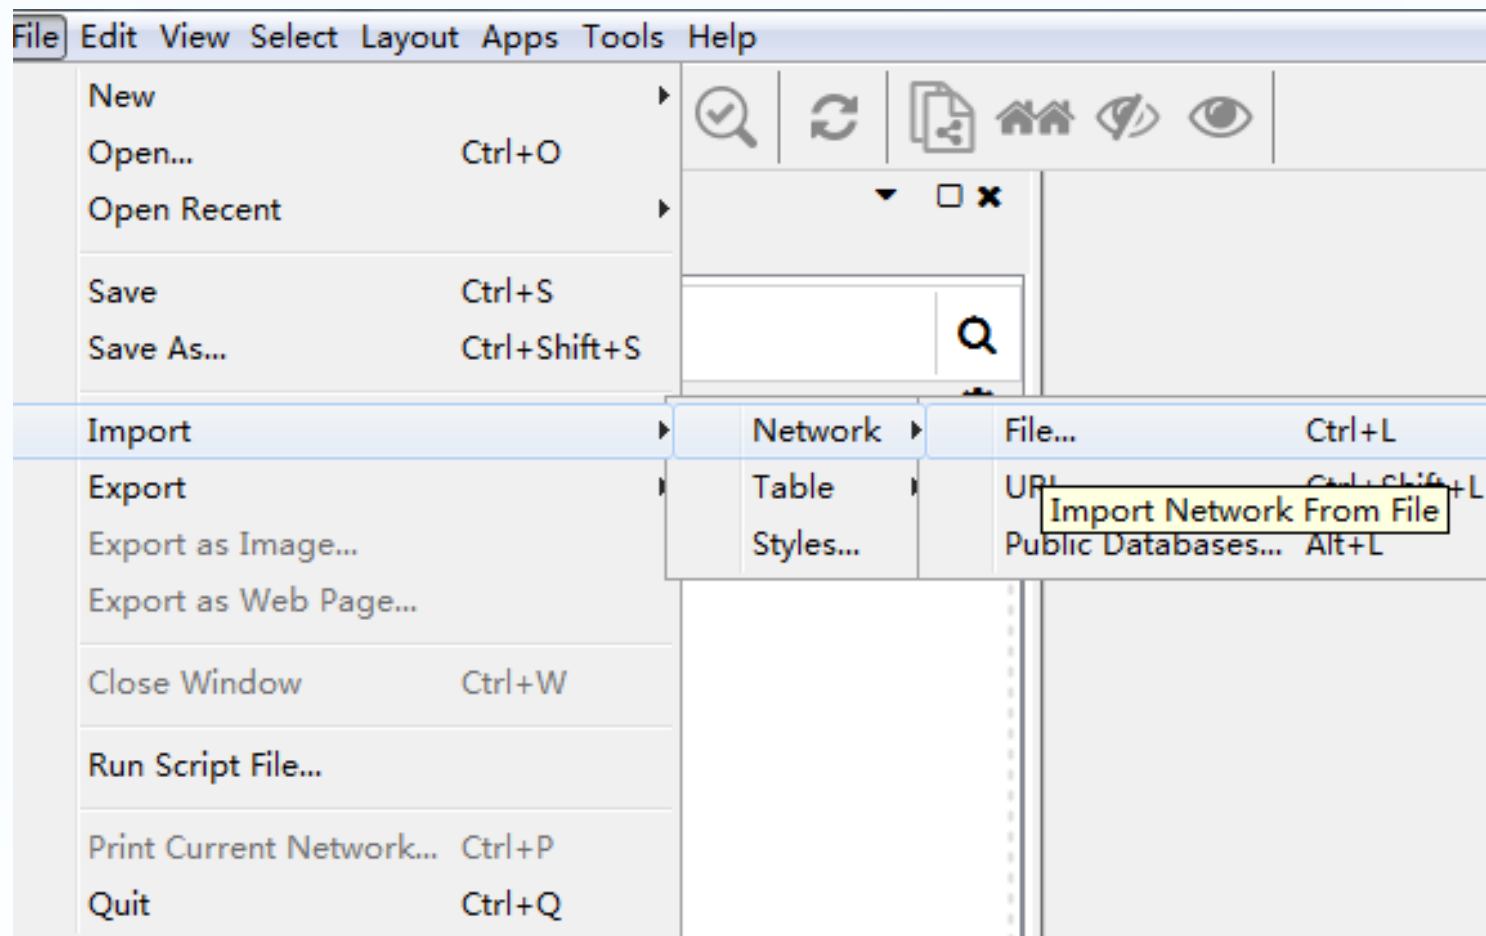 File Edit View Select Layout Apps Tools Help
New
Open... Ctrl+O
Open Recent
Save Ctrl+S
Save As... Ctrl+Shift+S
Import Network File... Ctrl+L
Export Table Ctrl+Shift+L
Import Network From File
Export as Image... Styles... Public Databases... Alt+L
Export as Web Page...
Close Window Ctrl+W
Run Script File...
Print Current Network... Ctrl+P
Quit Ctrl+Q